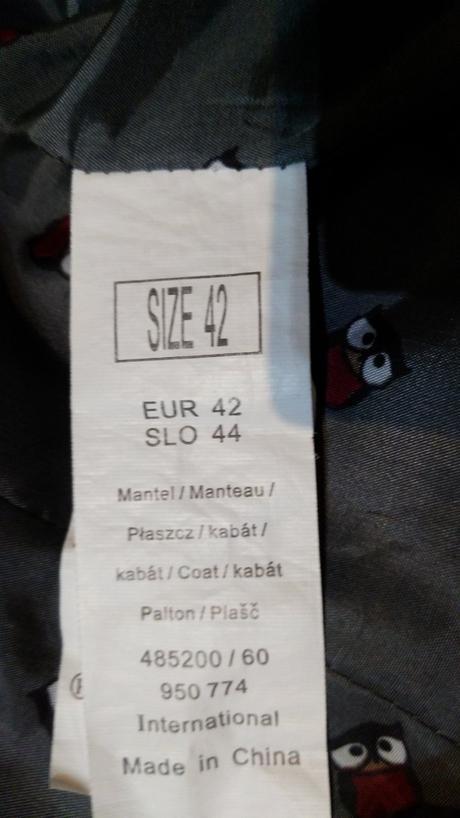 SIZE 42
EUR 42
SLO 44
Mantel / Manteau /
Płaszcz / kabát /
kabát / Coat / kabát
Palton / Plašč
485200 / 60
950 774
International
Made in China